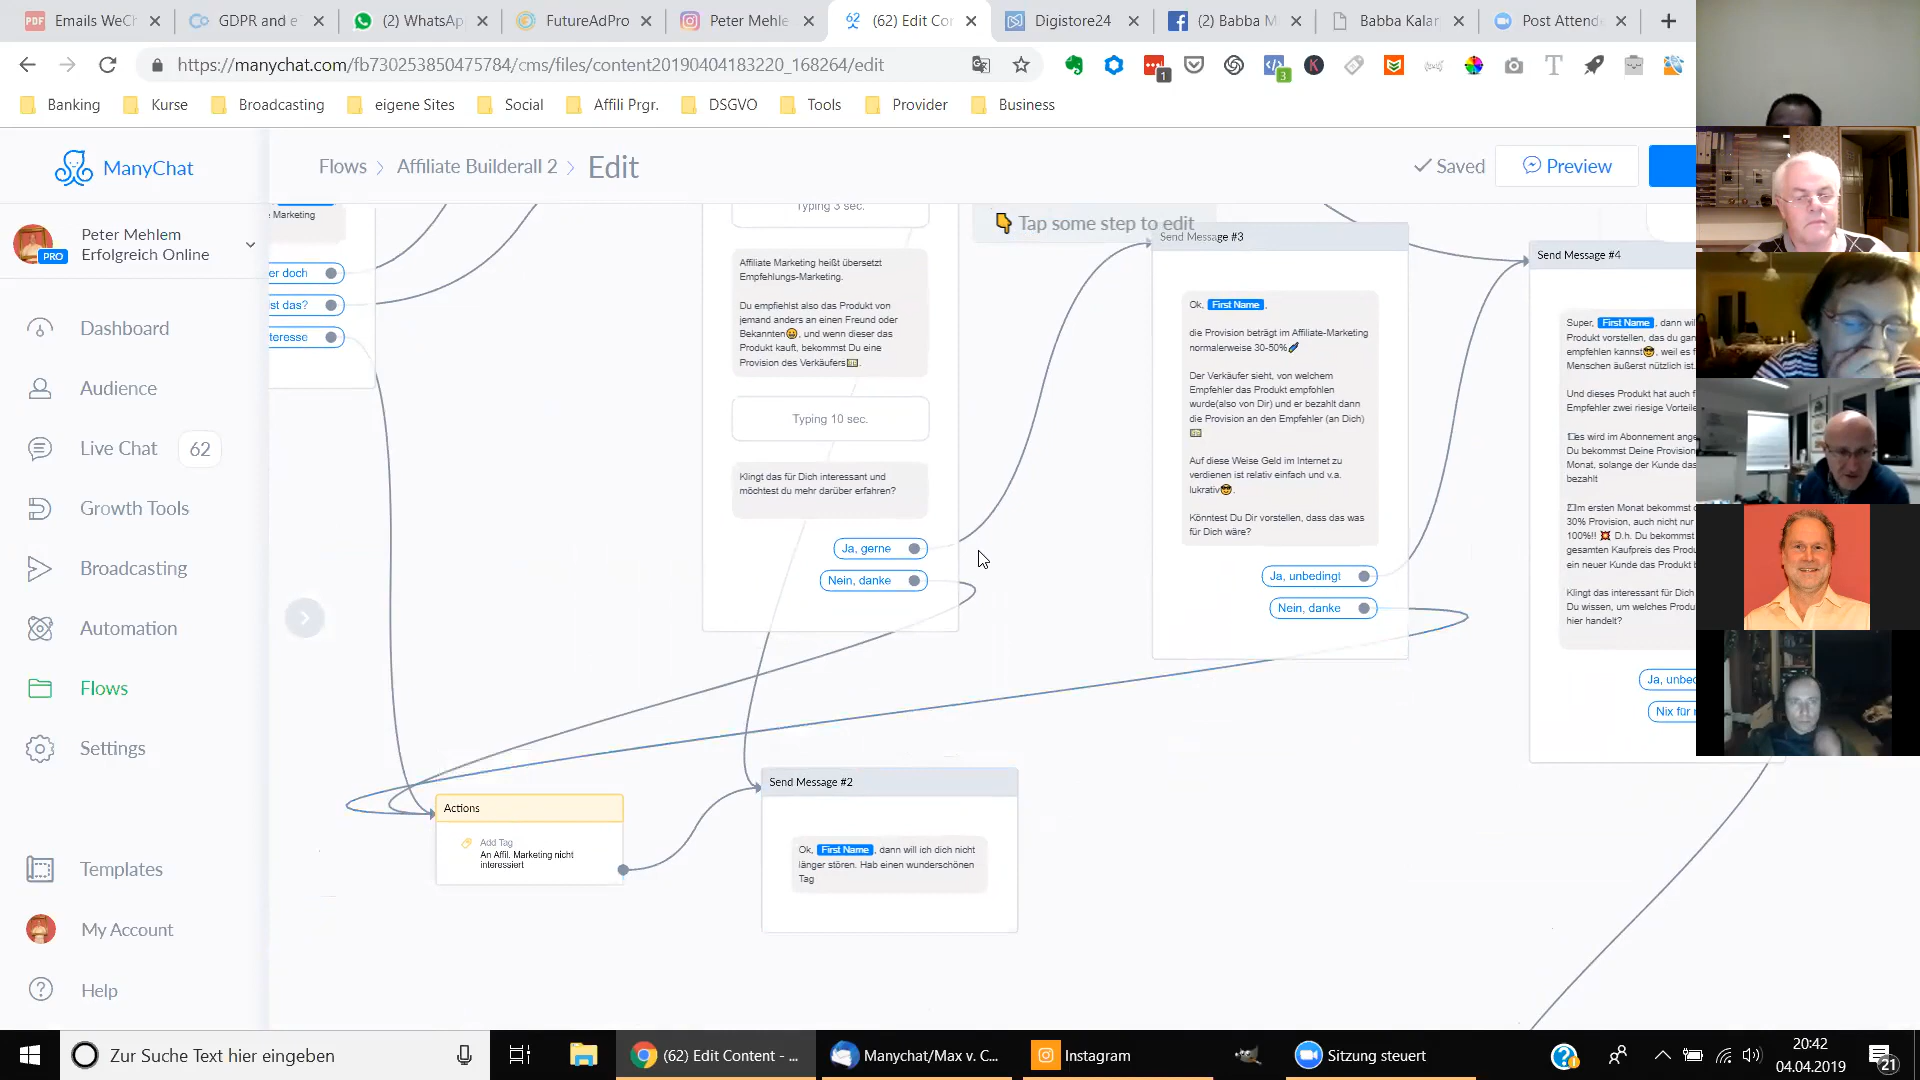 Emails WeCh
GDPR and e
(2) WhatsAp
FutureAdPro
Peter Mehle
(62) Edit Con
Digistore24
(2) Babba M
Babba Kalar
Post Attende
https://manychat.com/fb730253850475784/cms/files/content20190404183220_168264/edit
Banking
Kurse
Broadcasting
eigene Sites
Social
Affili Prgr.
DSGVO
Tools
Provider
Business
ManyChat
Flows
Affiliate Builderall 2
Edit
Saved
Preview
Peter Mehlem
Erfolgreich Online
PRO
Dashboard
Audience
Live Chat 62
Growth Tools
Broadcasting
Automation
Flows
Settings
Templates
My Account
Help
e Marketing
er doch
ist das?
teresse
Typing 3 sec.
Affiliate Marketing heißt übersetzt
Empfehlungs-Marketing.
Du empfiehlst also das Produkt von
jemand anders an einen Freund oder
Bekannten😀, und wenn dieser das
Produkt kauft, bekommst Du eine
Provision des Verkäufers💵.
Typing 10 sec.
Klingt das für Dich interessant und
möchtest du mehr darüber erfahren?
Ja, gerne
Nein, danke
👇 Tap some step to edit
Send Message #3
Ok, First Name,
die Provision beträgt im Affiliate-Marketing
normalerweise 30-50%
Der Verkäufer sieht, von welchem
Empfehler das Produkt empfohlen
wurde(also von Dir) und er bezahlt dann
die Provision an den Empfehler (an Dich)
💵
Auf diese Weise Geld im Internet zu
verdienen ist relativ einfach und v.a.
lukrativ😎.
Könntest Du Dir vorstellen, dass das was
für Dich wäre?
Ja, unbedingt
Nein, danke
Send Message #4
Super, First Name, dann wil
Produkt vorstellen, das du gan
empfehlen kannst😎, weil es f
Menschen äußerst nützlich ist.
Und dieses Produkt hat auch f
Empfehler zwei riesige Vorteile
es wird im Abonnement ange
Du bekommst Deine Provision
Monat, solange der Kunde das
bezahlt
Im ersten Monat bekommst d
30% Provision, auch nicht nur
100%!! 💥 D.h. Du bekommst
gesamten Kaufpreis des Produ
ein neuer Kunde das Produkt b
Klingt das interessant für Dich
Du wissen, um welches Produ
hier handelt?
Ja, unbed
Nix für r
Actions
Add Tag
An Affil. Marketing nicht
interessiert
Send Message #2
Ok, First Name, dann will ich dich nicht
länger stören. Hab einen wunderschönen
Tag
Zur Suche Text hier eingeben
(62) Edit Content - ...
Manychat/Max v. C...
Instagram
Sitzung steuert
20:42
04.04.2019
21